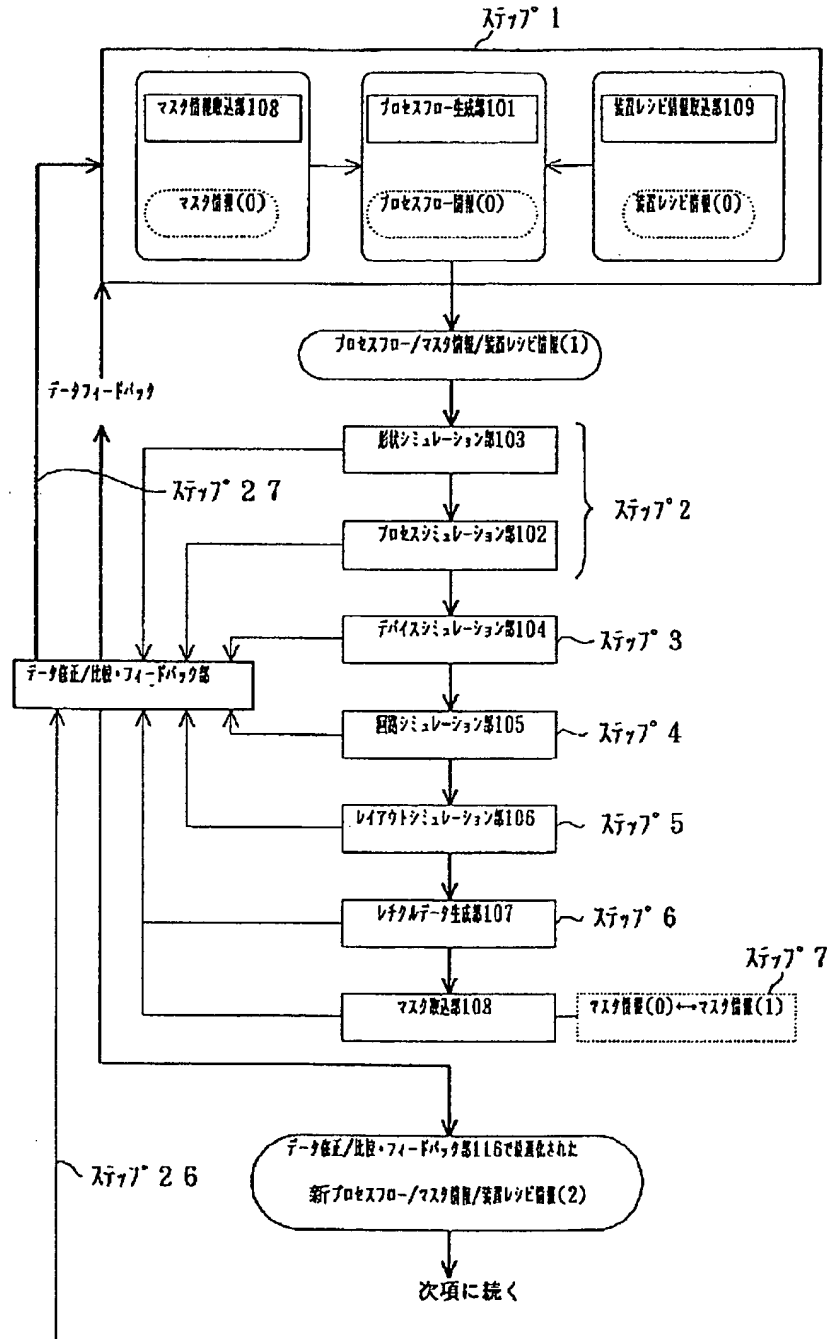 ステップ 1
マスク情報取込部108
プロセスフロー生成部101
装置レシピ情報取込部109
マスク情報(0)
プロセスフロー情報(0)
装置レシピ情報(0)
プロセスフロー/マスク情報/装置レシピ情報(1)
データフィードバック
形状シミュレーション部103
ステップ 2 7
ステップ 2
プロセスシミュレーション部102
デバイスシミュレーション部104
ステップ 3
データ修正/比較・フィードバック部
回路シミュレーション部105
ステップ 4
レイアウトシミュレーション部106
ステップ 5
レチクルデータ生成部107
ステップ 6
ステップ 7
マスク取込部108
マスク情報(0)↔マスク情報(1)
データ修正/比較・フィードバック部116で最適化された
ステップ 2 6
新プロセスフロー/マスク情報/装置レシピ情報(2)
次項に続く